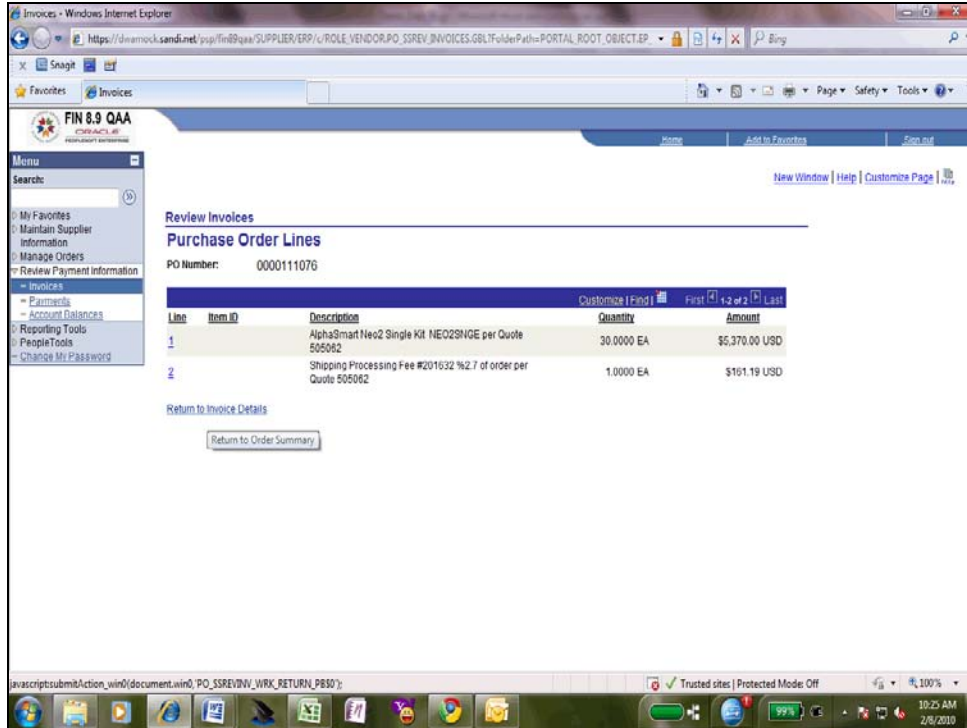 Invoices - Windows Internet Explorer
https://dwamock.sandi.net/psp/fin89qaa/SUPPLIER/ERP/c/ROLE_VENDOR.PO_SSREV_INVOICES.GBL?FolderPath=PORTAL_ROOT_OBJECT.EP_
Bing
x Snagit
Favorites Invoices
Page Safety Tools
FIN 8.9 QAA
ORACLE
PEOPLESOFT ENTERPRISE
Home Add to Favorites Sign out
Menu
New Window | Help | Customize Page |
Search:
My Favorites
Maintain Supplier
Information
Manage Orders
Review Payment Information
- Invoices
- Payments
- Account Balances
Reporting Tools
PeopleTools
- Change My Password
Review Invoices
Purchase Order Lines
PO Number: 0000111076
Customize | Find | First 1-2 of 2 Last
Line Item ID Description Quantity Amount
1 AlphaSmart Neo2 Single Kit NEO2SNGE per Quote 30.0000 EA $5,370.00 USD
505062
2 Shipping Processing Fee #201632 %2.7 of order per 1.0000 EA $161.19 USD
Quote 505062
Return to Invoice Details
Return to Order Summary
javascript:submitAction_win0(document.win0,'PO_SSREVINV_WRK_RETURN_PB$0'); Trusted sites | Protected Mode: Off 100%
99% 10:25 AM
2/8/2010